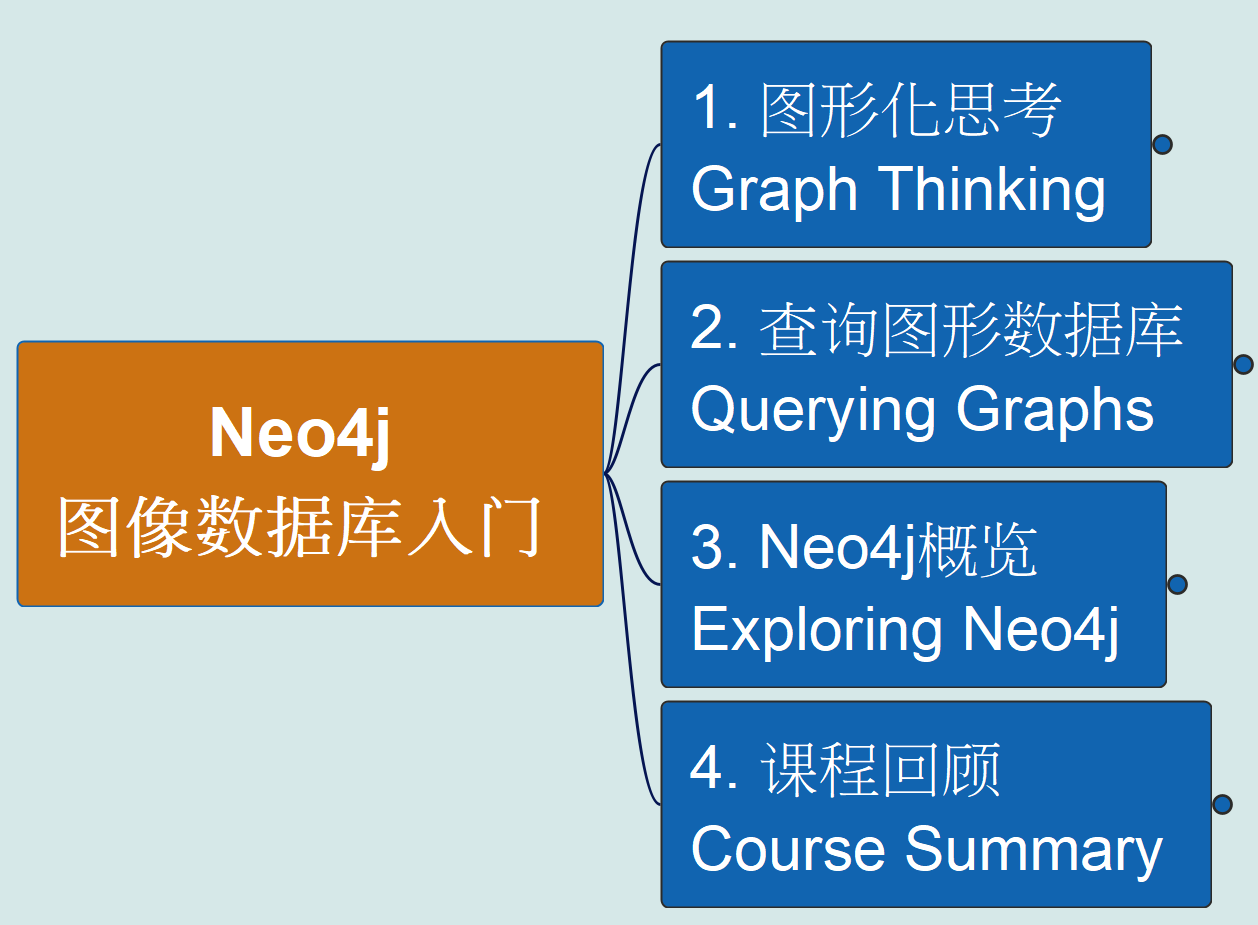 Neo4j
图像数据库入门
1. 图形化思考
Graph Thinking
2. 查询图形数据库
Querying Graphs
3. Neo4j概览
Exploring Neo4j
4. 课程回顾
Course Summary